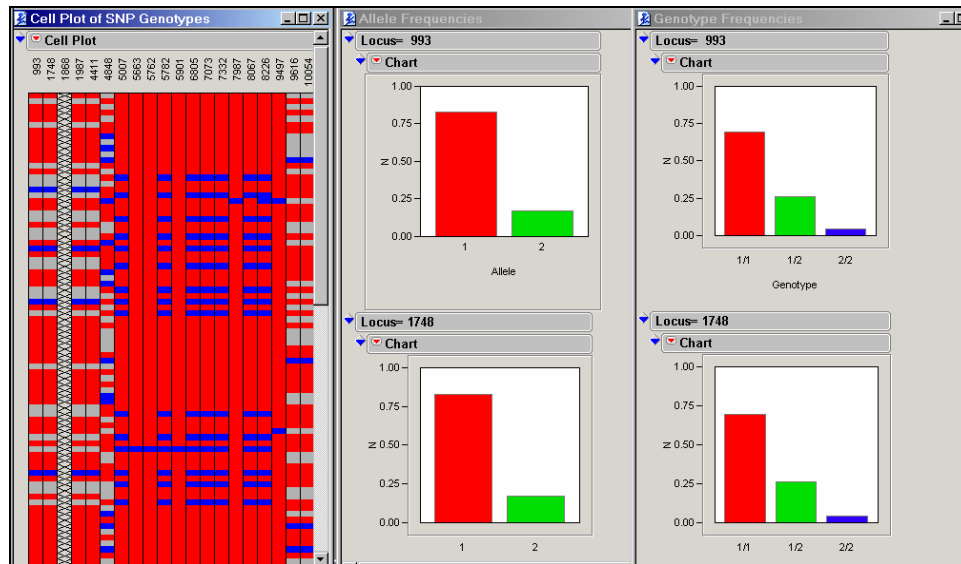 Cell Plot of SNP Genotypes
Cell Plot
993 1748 1868 1987 4411 4848 5007 5663 5762 5782 5901 6805 7073 7332 7987 8067 8226 9497 9616 10054
Allele Frequencies
Locus= 993
Chart
1.00
0.75
N 0.50
0.25
0.00
1 2
Allele
Locus= 1748
Chart
1.00
0.75
N 0.50
0.25
0.00
1 2
Genotype Frequencies
Locus= 993
Chart
1.00
0.75
N 0.50
0.25
0.00
1/1 1/2 2/2
Genotype
Locus= 1748
Chart
1.00
0.75
N 0.50
0.25
0.00
1/1 1/2 2/2